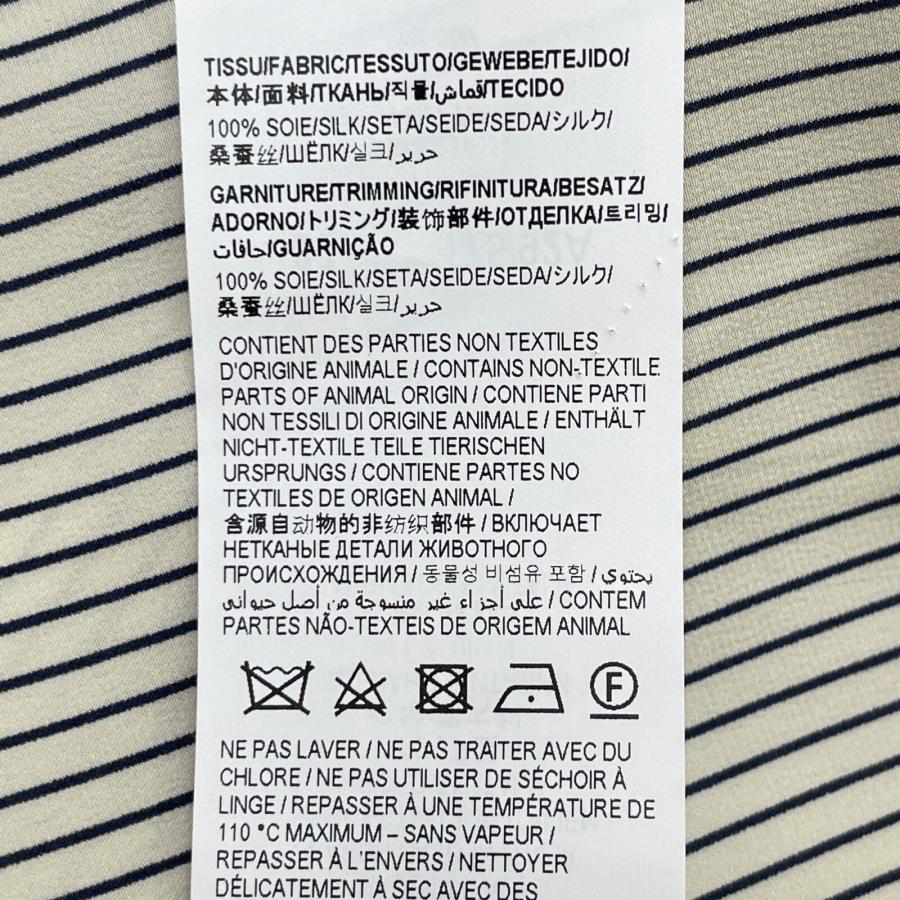 TISSU/FABRIC/TESSUTO/GEWEBE/TEJIDO/
本体/面料/ТКАНЬ/직물/قماش/TECIDO
100% SOIE/SILK/SETA/SEIDE/SEDA/シルク/
桑蚕丝/ШЁЛК/실크/حرير
GARNITURE/TRIMMING/RIFINITURA/BESATZ/
ADORNO/トリミング/装饰部件/ОТДЕЛКА/트리밍/
حافات/GUARNIÇÃO
100% SOIE/SILK/SETA/SEIDE/SEDA/シルク/
桑蚕丝/ШЁЛК/실크/حرير
CONTIENT DES PARTIES NON TEXTILES
D'ORIGINE ANIMALE / CONTAINS NON-TEXTILE
PARTS OF ANIMAL ORIGIN / CONTIENE PARTI
NON TESSILI DI ORIGINE ANIMALE / ENTHÄLT
NICHT-TEXTILE TEILE TIERISCHEN
URSPRUNGS / CONTIENE PARTES NO
TEXTILES DE ORIGEN ANIMAL /
含源自动物的非纺织部件 / ВКЛЮЧАЕТ
НЕТКАНЫЕ ДЕТАЛИ ЖИВОТНОГО
ПРОИСХОЖДЕНИЯ / 동물성 비섬유 포함 / يحتوي
على أجزاء غير منسوجة من أصل حيواني / CONTEM
PARTES NÃO-TEXTEIS DE ORIGEM ANIMAL
F
NE PAS LAVER / NE PAS TRAITER AVEC DU
CHLORE / NE PAS UTILISER DE SÉCHOIR À
LINGE / REPASSER À UNE TEMPÉRATURE DE
110 °C MAXIMUM – SANS VAPEUR /
REPASSER À L'ENVERS / NETTOYER
DÉLICATEMENT À SEC AVEC DES